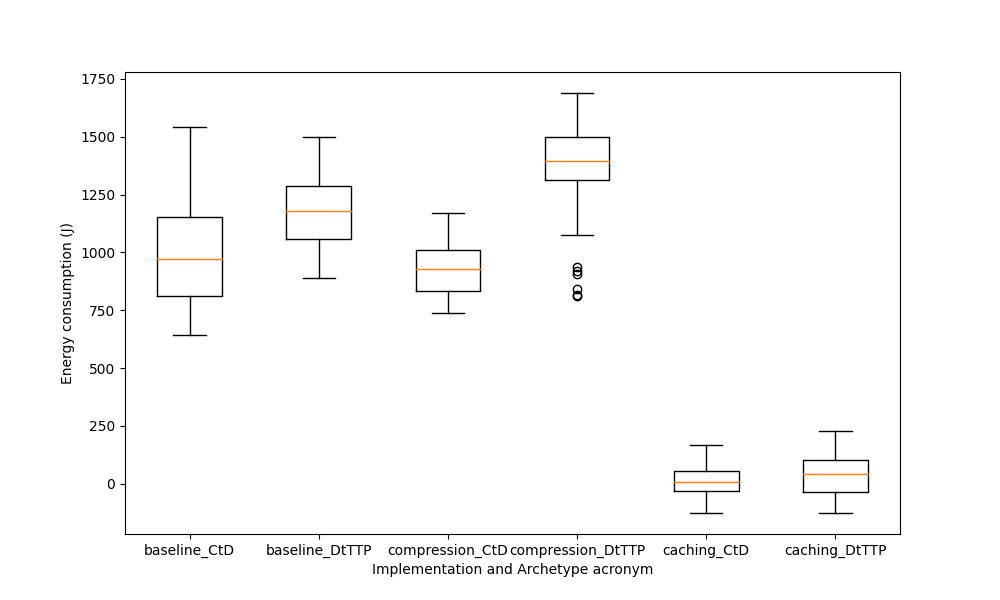 1750
1500
1250
1000
750
500
250
0
Energy consumption (J)
baseline_CtD baseline_DtTTP compression_CtD compression_DtTTP caching_CtD caching_DtTTP
Implementation and Archetype acronym